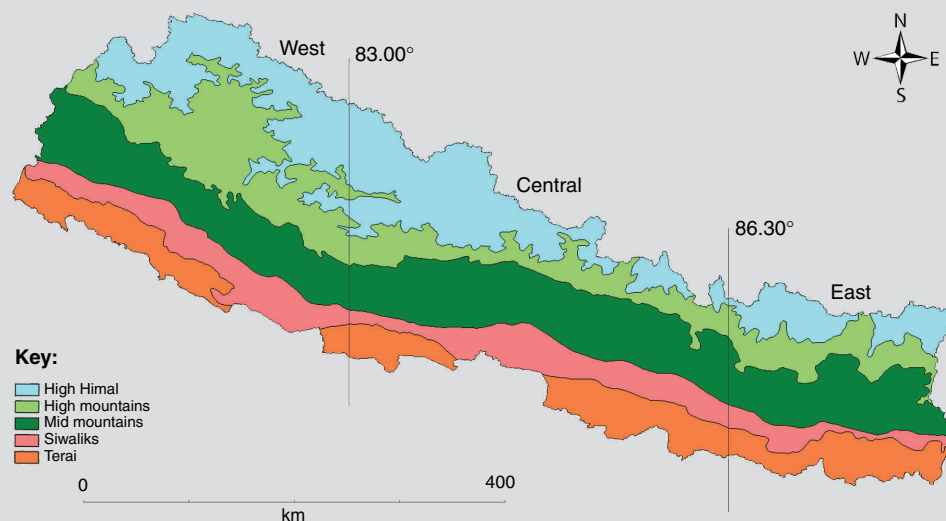 West
83.00°
N
W E
S
Central
86.30°
East
Key:
High Himal
High mountains
Mid mountains
Siwaliks
Terai
0 400
km